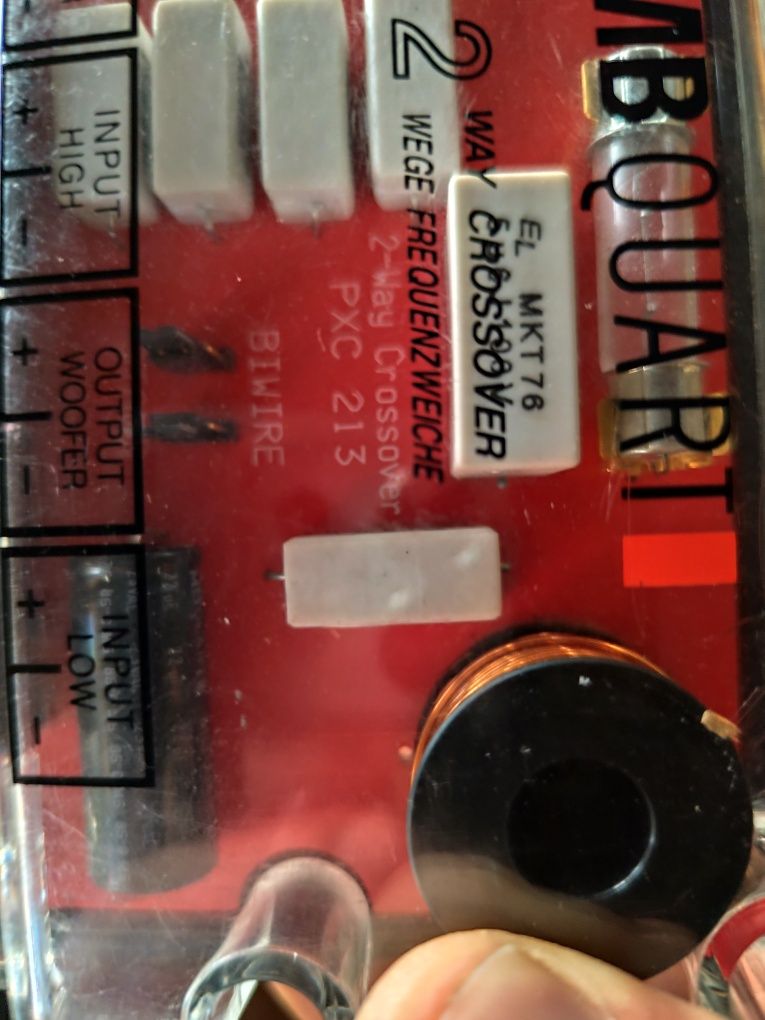 MBQUART
2
WAY
CROSSOVER
WEGE FREQUENZWEICHE
EL MKT76
2-Way Crossover
PXC 213
BIWIRE
INPUT
HIGH
+ -
OUTPUT
WOOFER
+ -
INPUT
LOW
+ -